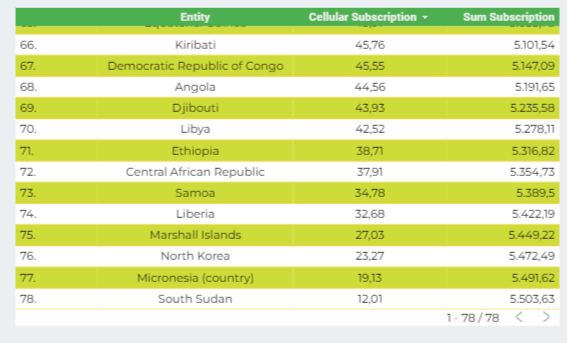 Entity Cellular Subscription Sum Subscription
66. Kiribati 45,76 5.101,54
67. Democratic Republic of Congo 45,55 5.147,09
68. Angola 44,56 5.191,65
69. Djibouti 43,93 5.235,58
70. Libya 42,52 5.278,11
71. Ethiopia 38,71 5.316,82
72. Central African Republic 37,91 5.354,73
73. Samoa 34,78 5.389,5
74. Liberia 32,68 5.422,19
75. Marshall Islands 27,03 5.449,22
76. North Korea 23,27 5.472,49
77. Micronesia (country) 19,13 5.491,62
78. South Sudan 12,01 5.503,63
1 - 78 / 78